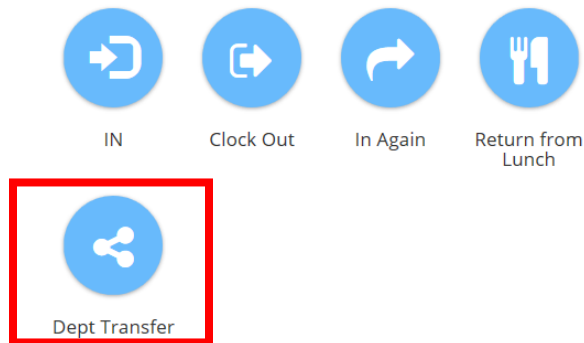 IN
Clock Out
In Again
Return from
Lunch
Dept Transfer